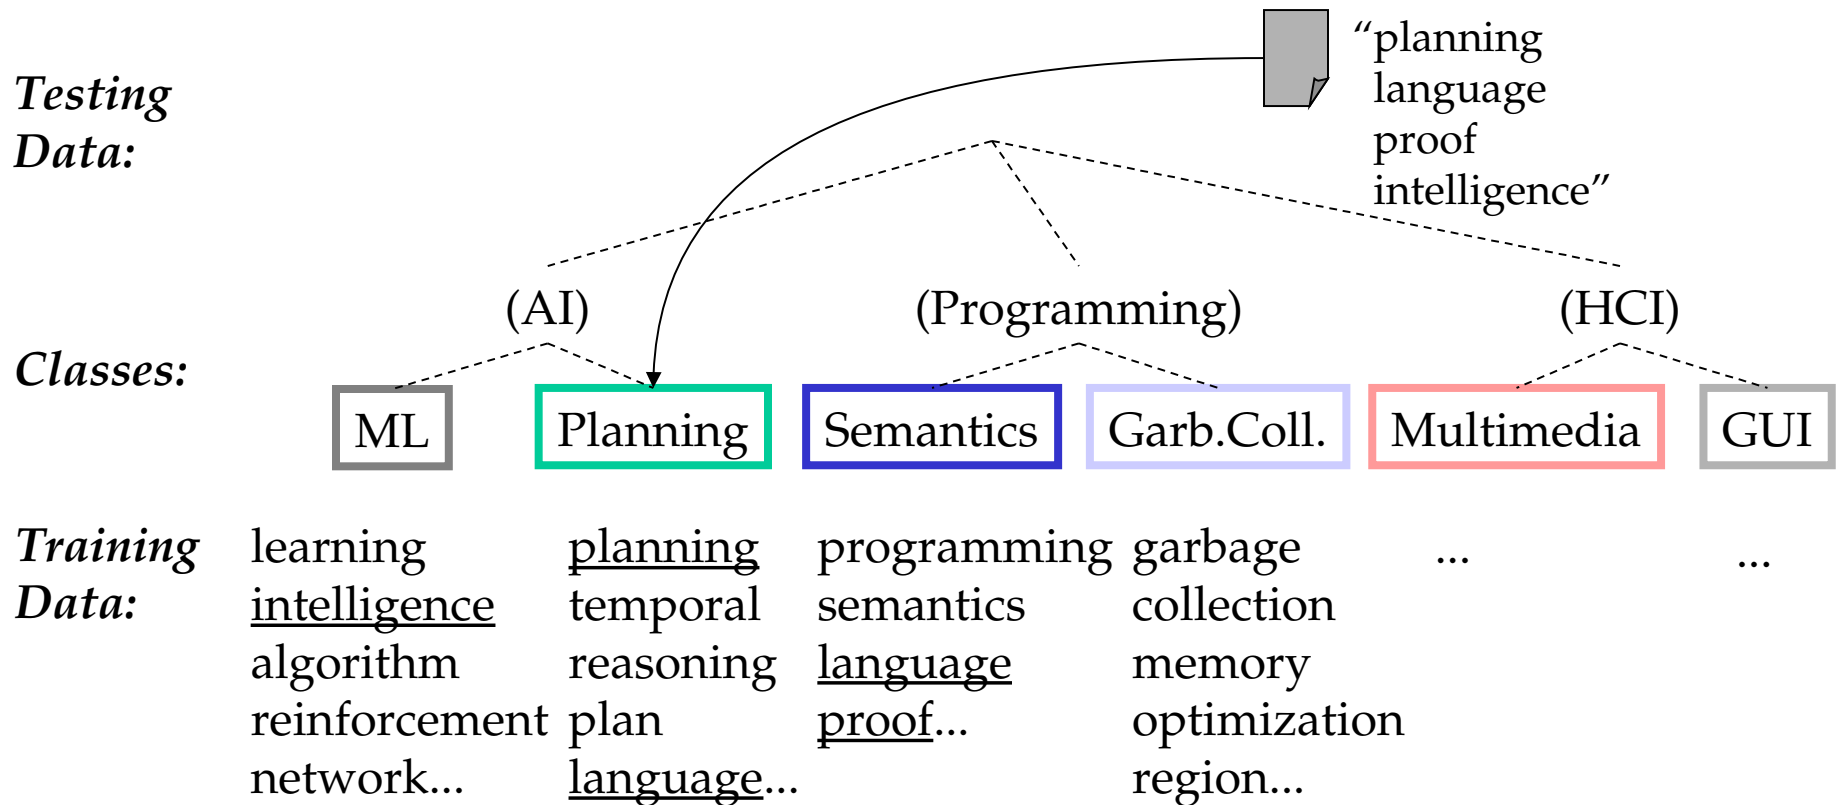 Testing
Data:
“planning
language
proof
intelligence”
(AI) (Programming) (HCI)
Classes:
ML Planning Semantics Garb.Coll. Multimedia GUI
Training
Data:
learning planning programming garbage ... ...
intelligence temporal semantics collection
algorithm reasoning language memory
reinforcement plan proof... optimization
network... language... region...